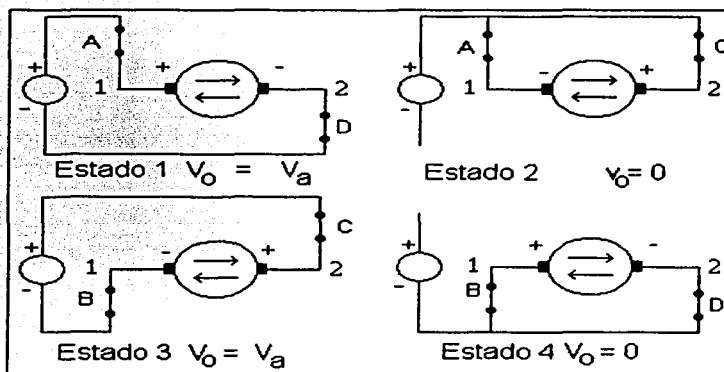 A
+
+
-
1
2
-
D
Estado 1 Vo = Va
A
C
+
1
-
+
2
-
Estado 2 vo = 0
C
+
-
+
1
2
-
B
Estado 3 Vo = Va
+
+
-
1
2
-
B
D
Estado 4 Vo = 0